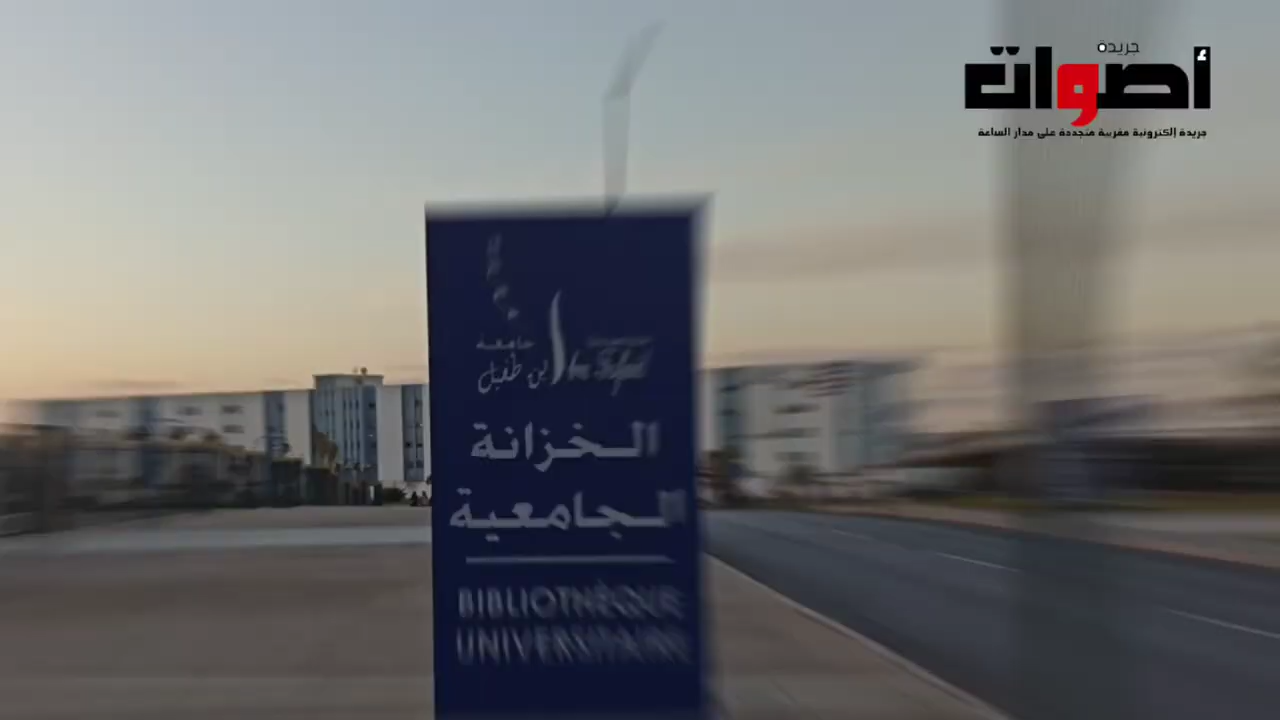 جريدة
أصوات
جريدة إلكترونية مغربية متجددة على مدار الساعة
جامعة
ابن طفيل
الخزانة
الجامعية
BIBLIOTHÈQUE
UNIVERSITAIRE